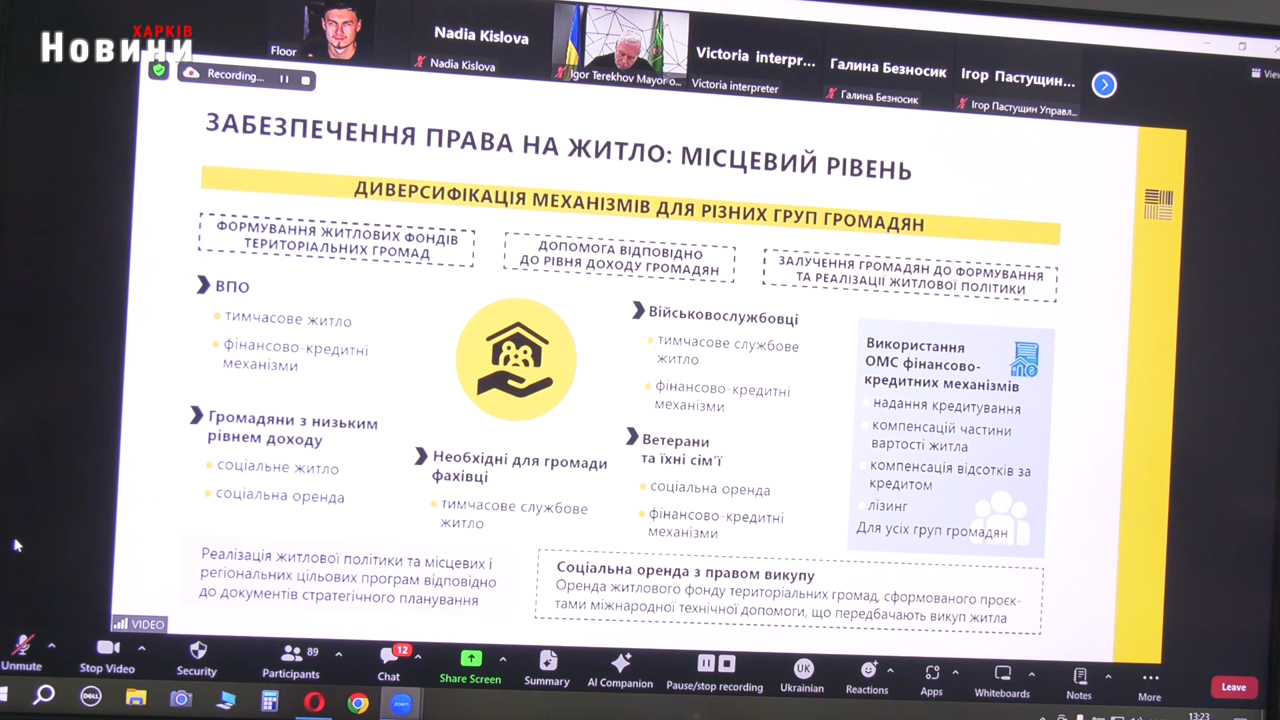 ХАРКІВ
Новини
Floor
Nadia Kislova
Nadia Kislova
Igor Terekhov Mayor o...
Victoria interpr...
Victoria interpreter
Галина Безносик
Галина Безносик
Ігор Пастущин...
Ігор Пастущин Управл...
View
Recording...
ЗАБЕЗПЕЧЕННЯ ПРАВА НА ЖИТЛО: МІСЦЕВИЙ РІВЕНЬ
ДИВЕРСИФІКАЦІЯ МЕХАНІЗМІВ ДЛЯ РІЗНИХ ГРУП ГРОМАДЯН
ФОРМУВАННЯ ЖИТЛОВИХ ФОНДІВ
ТЕРИТОРІАЛЬНИХ ГРОМАД
ДОПОМОГА ВІДПОВІДНО
ДО РІВНЯ ДОХОДУ ГРОМАДЯН
ЗАЛУЧЕННЯ ГРОМАДЯН ДО ФОРМУВАННЯ
ТА РЕАЛІЗАЦІЇ ЖИТЛОВОЇ ПОЛІТИКИ
ВПО
тимчасове житло
фінансово-кредитні
механізми
Громадяни з низьким
рівнем доходу
соціальне житло
соціальна оренда
Необхідні для громади
фахівці
тимчасове службове
житло
Військовослужбовці
тимчасове службове
житло
фінансово-кредитні
механізми
Ветерани
та їхні сім’ї
соціальна оренда
фінансово-кредитні
механізми
Використання
ОМС фінансово-
кредитних механізмів
надання кредитування
компенсацій частини
вартості житла
компенсація відсотків за
кредитом
лізинг
Для усіх груп громадян
Реалізація житлової політики та місцевих і
регіональних цільових програм відповідно
до документів стратегічного планування
Соціальна оренда з правом викупу
Оренда житлового фонду територіальних громад, сформованого проєк-
тами міжнародної технічної допомоги, що передбачають викуп житла
VIDEO
Unmute
Stop Video
Security
89
Participants
12
Chat
Share Screen
Summary
AI Companion
Pause/stop recording
UK
Ukrainian
Reactions
Apps
Whiteboards
Notes
More
Leave
DELL
zoom
13:23